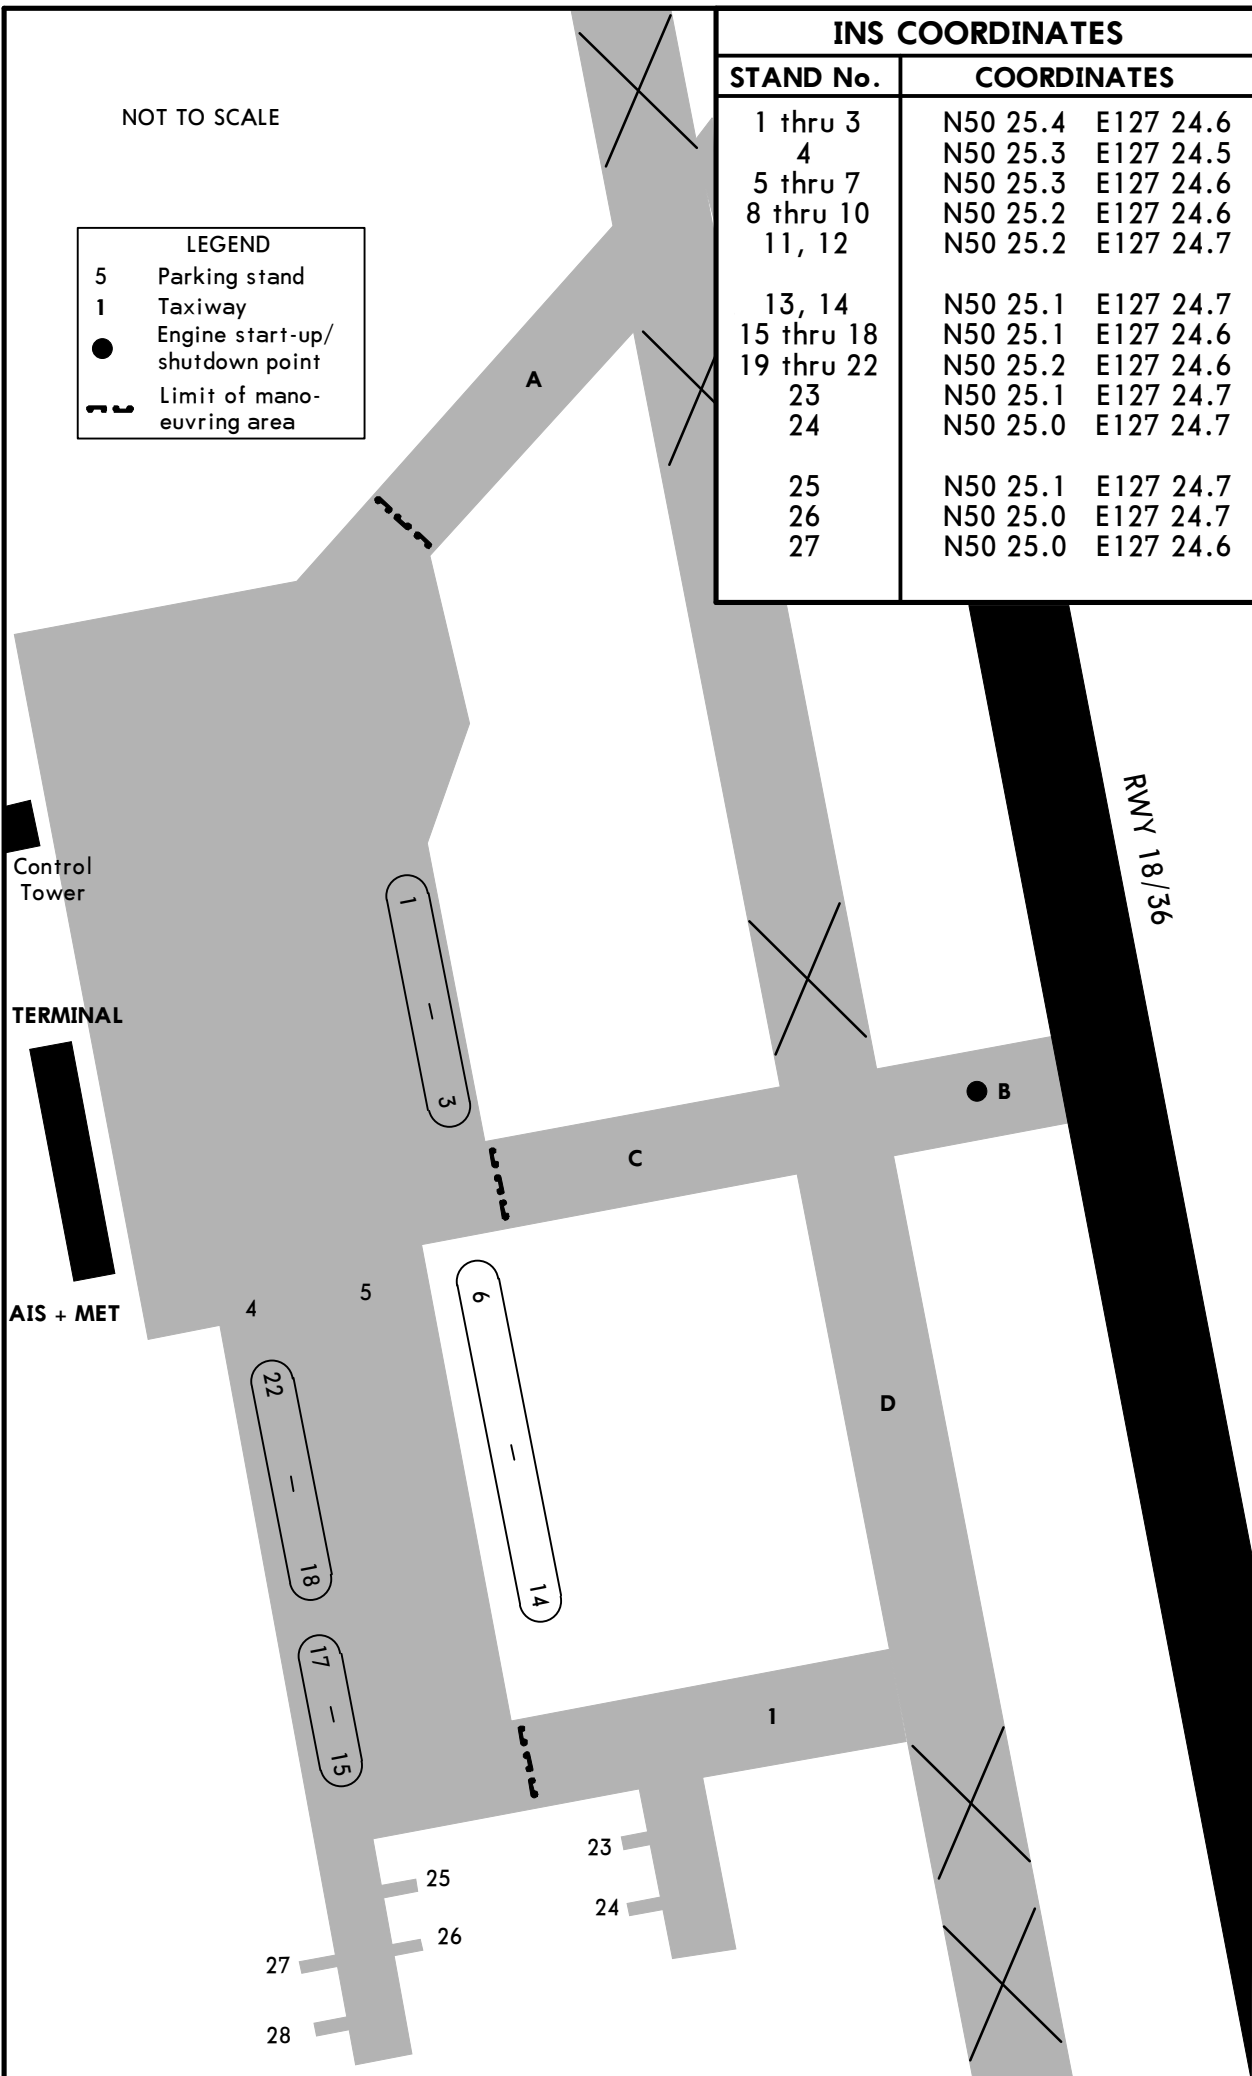 INS COORDINATES
STAND No. COORDINATES
1 thru 3 N50 25.4 E127 24.6
4 N50 25.3 E127 24.5
5 thru 7 N50 25.3 E127 24.6
8 thru 10 N50 25.2 E127 24.6
11, 12 N50 25.2 E127 24.7
13, 14 N50 25.1 E127 24.7
15 thru 18 N50 25.1 E127 24.6
19 thru 22 N50 25.2 E127 24.6
23 N50 25.1 E127 24.7
24 N50 25.0 E127 24.7
25 N50 25.1 E127 24.7
26 N50 25.0 E127 24.7
27 N50 25.0 E127 24.6
NOT TO SCALE
LEGEND
5 Parking stand
1 Taxiway
Engine start-up/
shutdown point
Limit of mano-
euvring area
A
RWY 18/36
Control
Tower
1 – 3
TERMINAL
B
C
AIS + MET
4
5
6 – 14
22 – 18
D
17 – 15
1
23
24
25
26
27
28